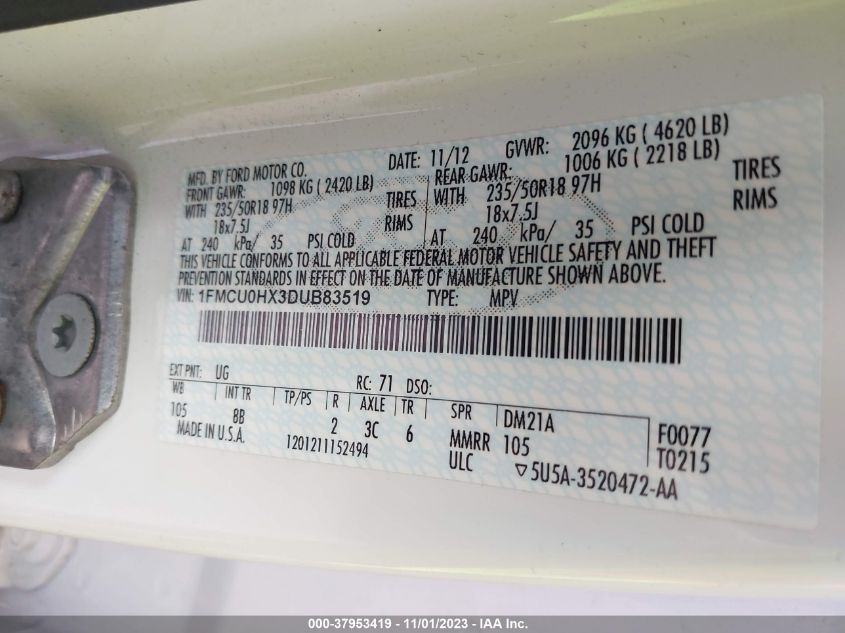 MFD. BY FORD MOTOR CO. DATE: 11/12 GVWR: 2096 KG ( 4620 LB)
FRONT GAWR: 1098 KG ( 2420 LB) REAR GAWR: 1006 KG ( 2218 LB)
WITH 235/50R18 97H TIRES WITH 235/50R18 97H TIRES
18x7.5J RIMS 18x7.5J RIMS
AT 240 kPa/ 35 PSI COLD AT 240 kPa/ 35 PSI COLD
THIS VEHICLE CONFORMS TO ALL APPLICABLE FEDERAL MOTOR VEHICLE SAFETY AND THEFT
PREVENTION STANDARDS IN EFFECT ON THE DATE OF MANUFACTURE SHOWN ABOVE.
VIN: 1FMCU0HX3DUB83519 TYPE: MPV
EXT PNT: UG RC: 71 DSO:
WB INT TR TP/PS R AXLE TR SPR DM21A F0077
105 8B 2 3C 6 MMRR 105 T0215
MADE IN U.S.A. 1201211152494 ULC ▽5U5A-3520472-AA
000-37953419 - 11/01/2023 - IAA Inc.